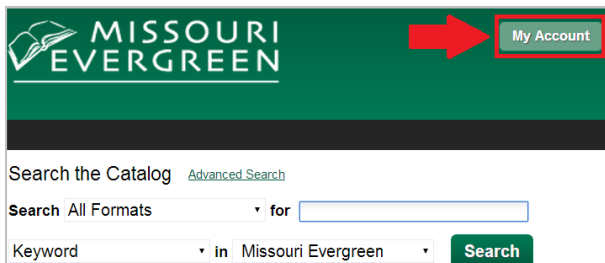 MISSOURI
EVERGREEN
My Account
Search the Catalog Advanced Search
Search All Formats for
Keyword in Missouri Evergreen Search